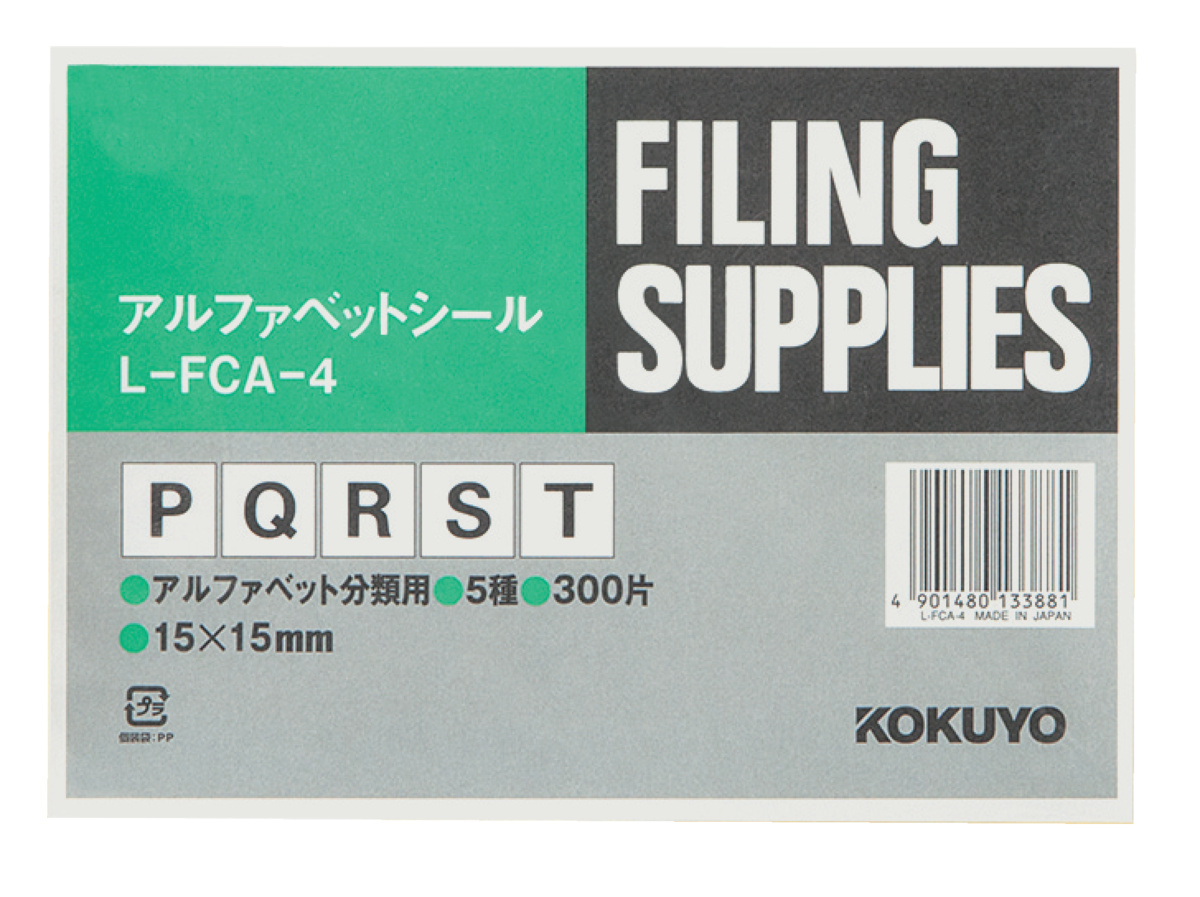 FILING
SUPPLIES
アルファベットシール
L-FCA-4
P Q R S T
●アルファベット分類用●5種●300片
●15×15mm
プラ
個装袋:PP
4 901480 133881
L-FCA-4 MADE IN JAPAN
KOKUYO